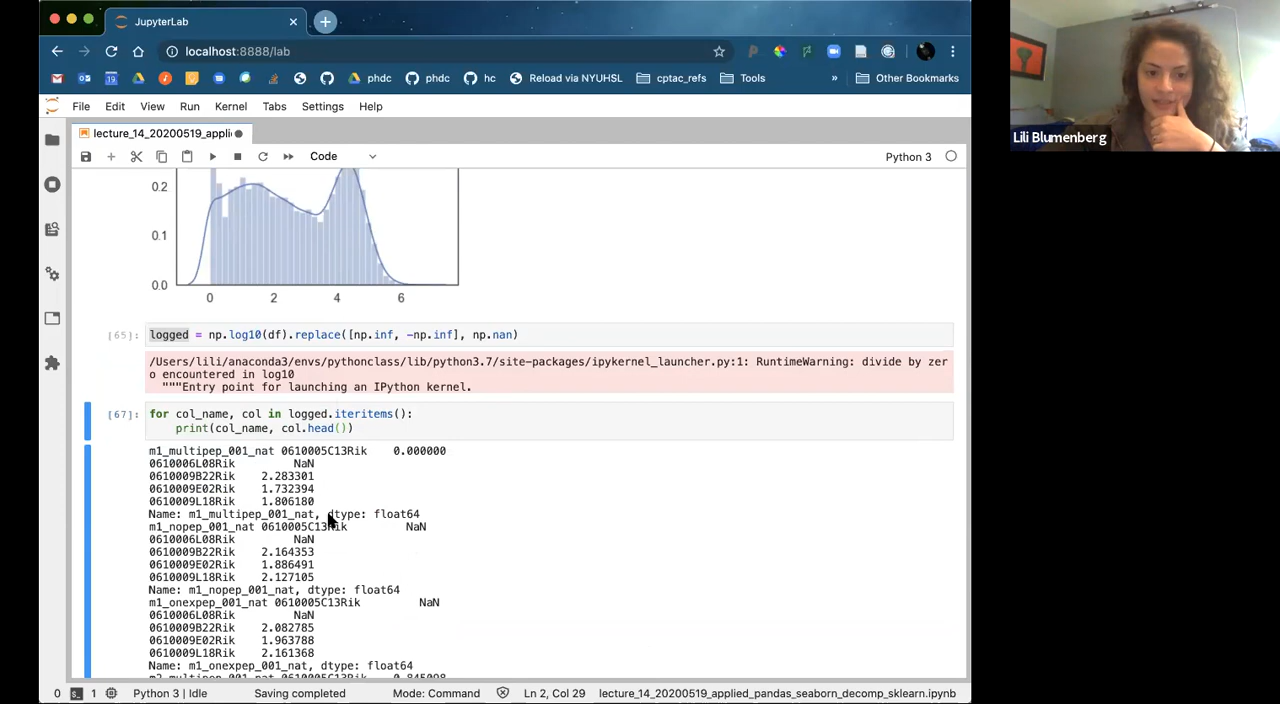 JupyterLab
localhost:8888/lab
phdc phdc hc Reload via NYUHSL cptac_refs Tools » Other Bookmarks
File Edit View Run Kernel Tabs Settings Help
lecture_14_20200519_appli
Code Python 3
0.2
0.1
0.0
0 2 4 6
[65]: logged = np.log10(df).replace([np.inf, -np.inf], np.nan)
/Users/lili/anaconda3/envs/pythonclass/lib/python3.7/site-packages/ipykernel_launcher.py:1: RuntimeWarning: divide by zer
o encountered in log10
"""Entry point for launching an IPython kernel.
[67]: for col_name, col in logged.iteritems():
print(col_name, col.head())
m1_multipep_001_nat 0610005C13Rik 0.000000
0610006L08Rik NaN
0610009B22Rik 2.283301
0610009E02Rik 1.732394
0610009L18Rik 1.806180
Name: m1_multipep_001_nat, dtype: float64
m1_nopep_001_nat 0610005C13Rik NaN
0610006L08Rik NaN
0610009B22Rik 2.164353
0610009E02Rik 1.886491
0610009L18Rik 2.127105
Name: m1_nopep_001_nat, dtype: float64
m1_onexpep_001_nat 0610005C13Rik NaN
0610006L08Rik NaN
0610009B22Rik 2.082785
0610009E02Rik 1.963788
0610009L18Rik 2.161368
Name: m1_onexpep_001_nat, dtype: float64
0 1 Python 3 | Idle Saving completed Mode: Command Ln 2, Col 29 lecture_14_20200519_applied_pandas_seaborn_decomp_sklearn.ipynb
Lili Blumenberg